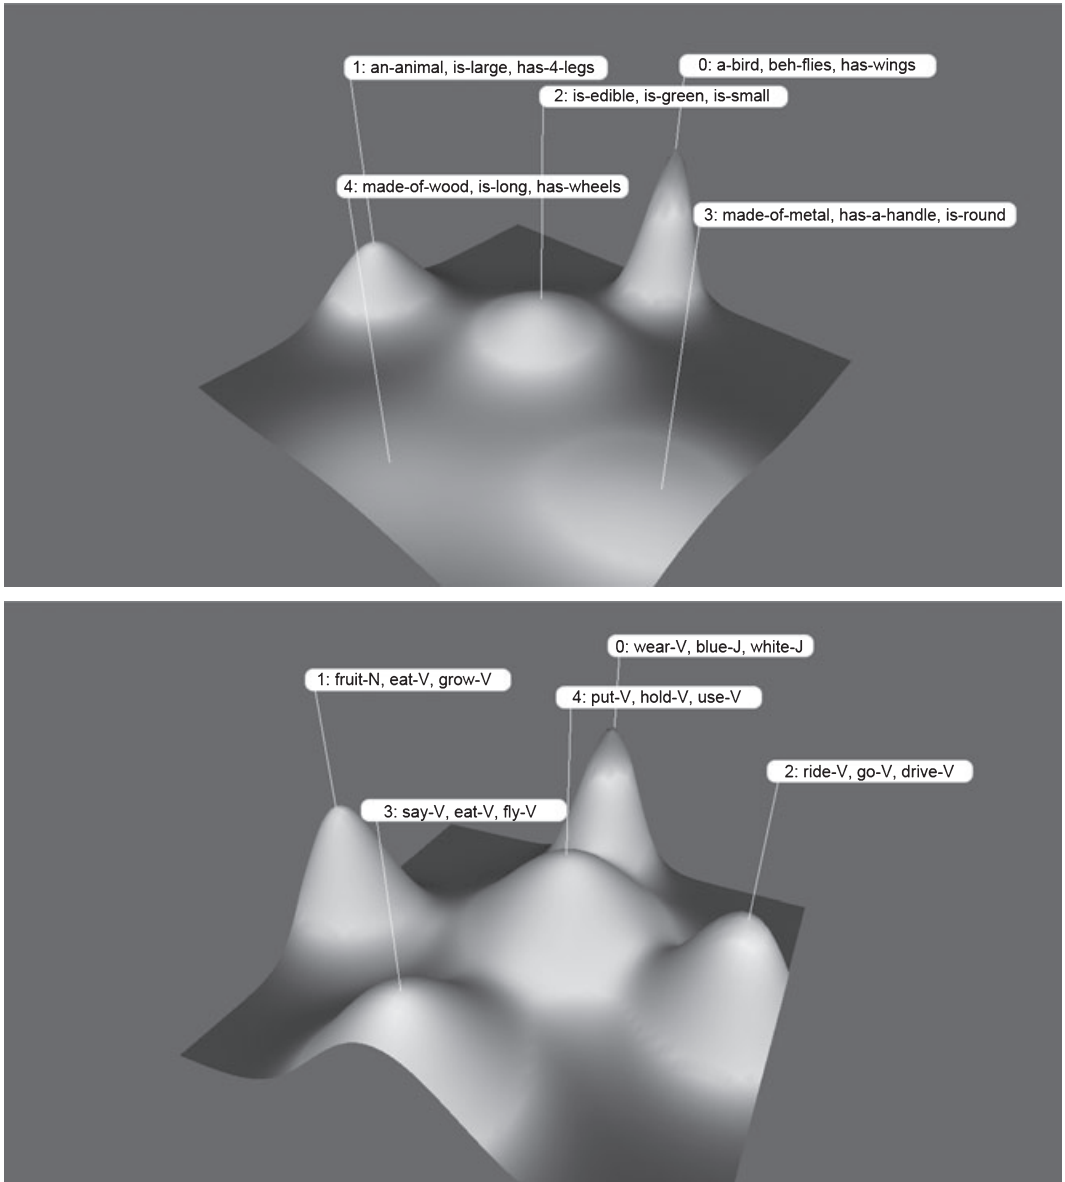 1: an-animal, is-large, has-4-legs
0: a-bird, beh-flies, has-wings
2: is-edible, is-green, is-small
4: made-of-wood, is-long, has-wheels
3: made-of-metal, has-a-handle, is-round
0: wear-V, blue-J, white-J
1: fruit-N, eat-V, grow-V
4: put-V, hold-V, use-V
2: ride-V, go-V, drive-V
3: say-V, eat-V, fly-V